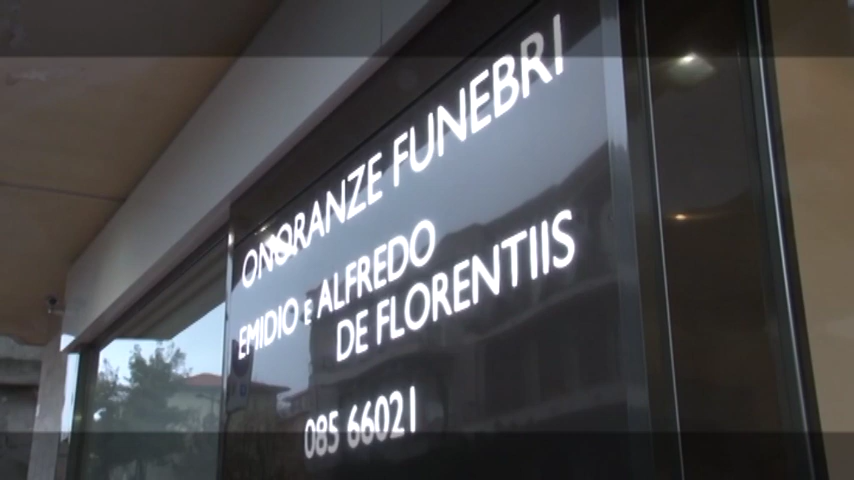 ONORANZE FUNEBRI
EMIDIO E ALFREDO
DE FLORENTIIS
085 66021